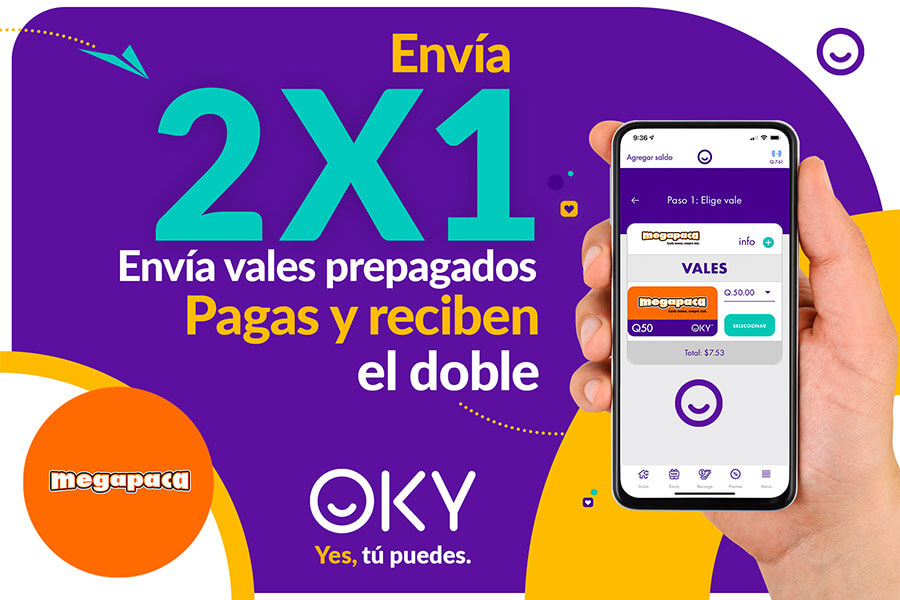 Envía
2X1
Envía vales prepagados
Pagas y reciben
el doble
megapaca
OKY
Yes, tú puedes.
9:36
Agregar saldo
Q 7.61
Paso 1: Elige vale
megapaca
info
VALES
megapaca
Q.50.00
Q50
OKY
SELECCIONAR
Total: $7.53
Inicio
Envía
Recarga
Premios
Menú